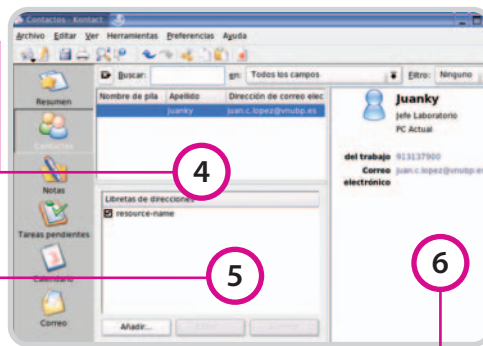 Contactos - Kontact
Archivo Editar Ver Herramientas Preferencias Ayuda
Buscar: en: Todos los campos Filtro: Ninguno
Resumen
Contactos
Notas
Tareas pendientes
Calendario
Correo
Nombre de pila Apellido Dirección de correo elec
Juanky juan.c.lopez@vnubp.es
4
Libretas de direcciones
resource-name
5
Añadir...
Juanky
Jefe Laboratorio
PC Actual
del trabajo 913137900
Correo electrónico juan.c.lopez@vnubp.es
6